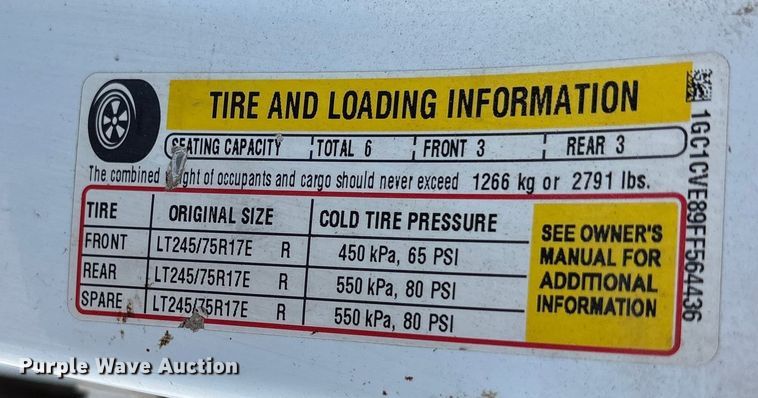 TIRE AND LOADING INFORMATION
SEATING CAPACITY TOTAL 6 FRONT 3 REAR 3
The combined weight of occupants and cargo should never exceed 1266 kg or 2791 lbs.
TIRE ORIGINAL SIZE COLD TIRE PRESSURE
FRONT LT245/75R17E R 450 kPa, 65 PSI
REAR LT245/75R17E R 550 kPa, 80 PSI
SPARE LT245/75R17E R 550 kPa, 80 PSI
SEE OWNER'S
MANUAL FOR
ADDITIONAL
INFORMATION
1GC1CVE89FF564436
Purple Wave Auction